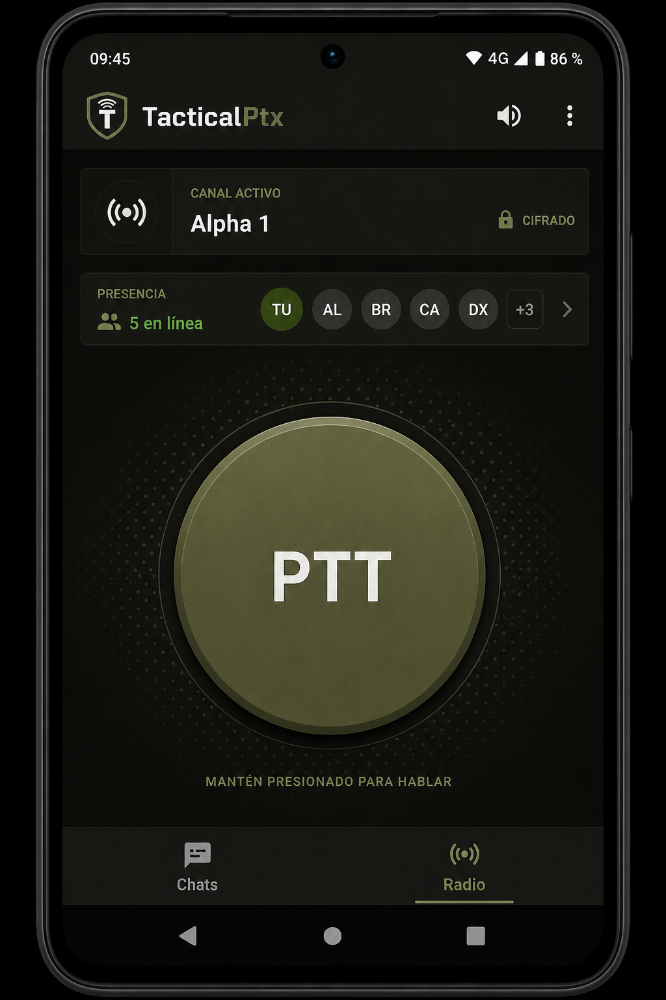 09:45
4G 86 %
T TacticalPtx
CANAL ACTIVO
Alpha 1
CIFRADO
PRESENCIA
5 en línea
TU AL BR CA DX +3
PTT
MANTÉN PRESIONADO PARA HABLAR
Chats
Radio